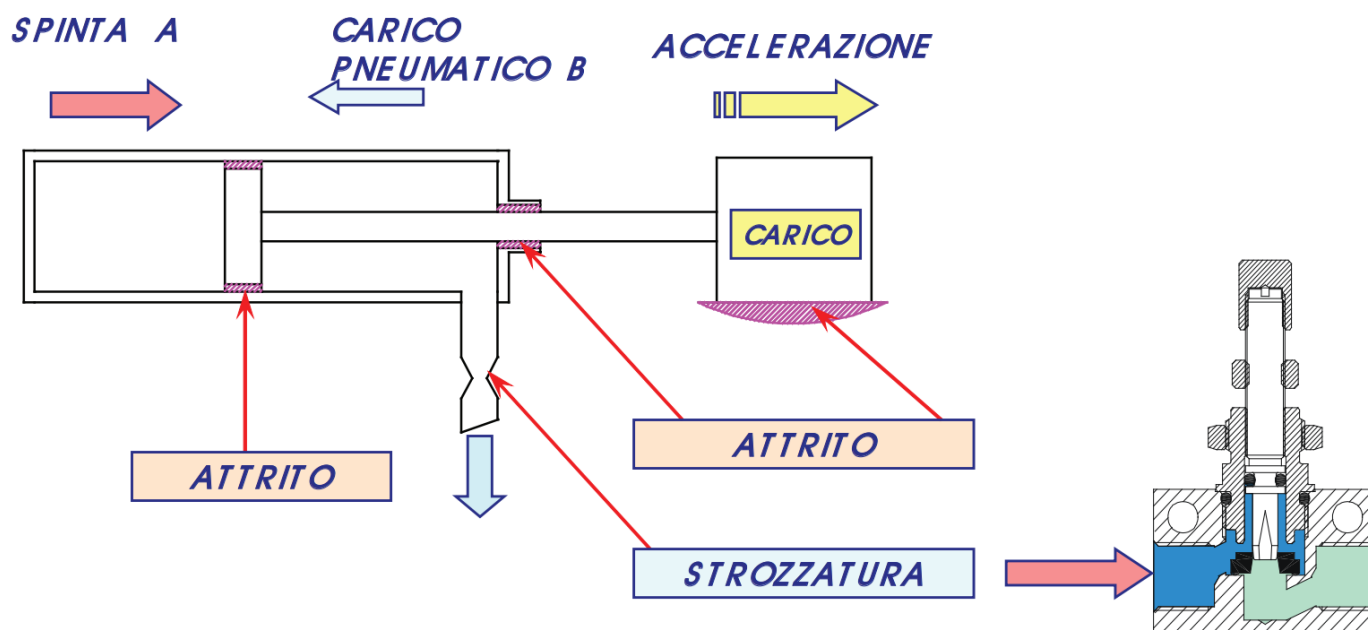 SPINTA A
CARICO
PNEUMATICO B
ACCELERAZIONE
CARICO
ATTRITO
ATTRITO
STROZZATURA